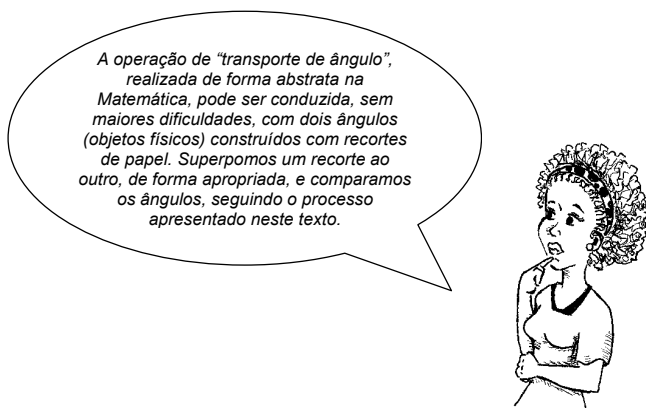 A operação de “transporte de ângulo”,
realizada de forma abstrata na
Matemática, pode ser conduzida, sem
maiores dificuldades, com dois ângulos
(objetos físicos) construídos com recortes
de papel. Superpomos um recorte ao
outro, de forma apropriada, e comparamos
os ângulos, seguindo o processo
apresentado neste texto.